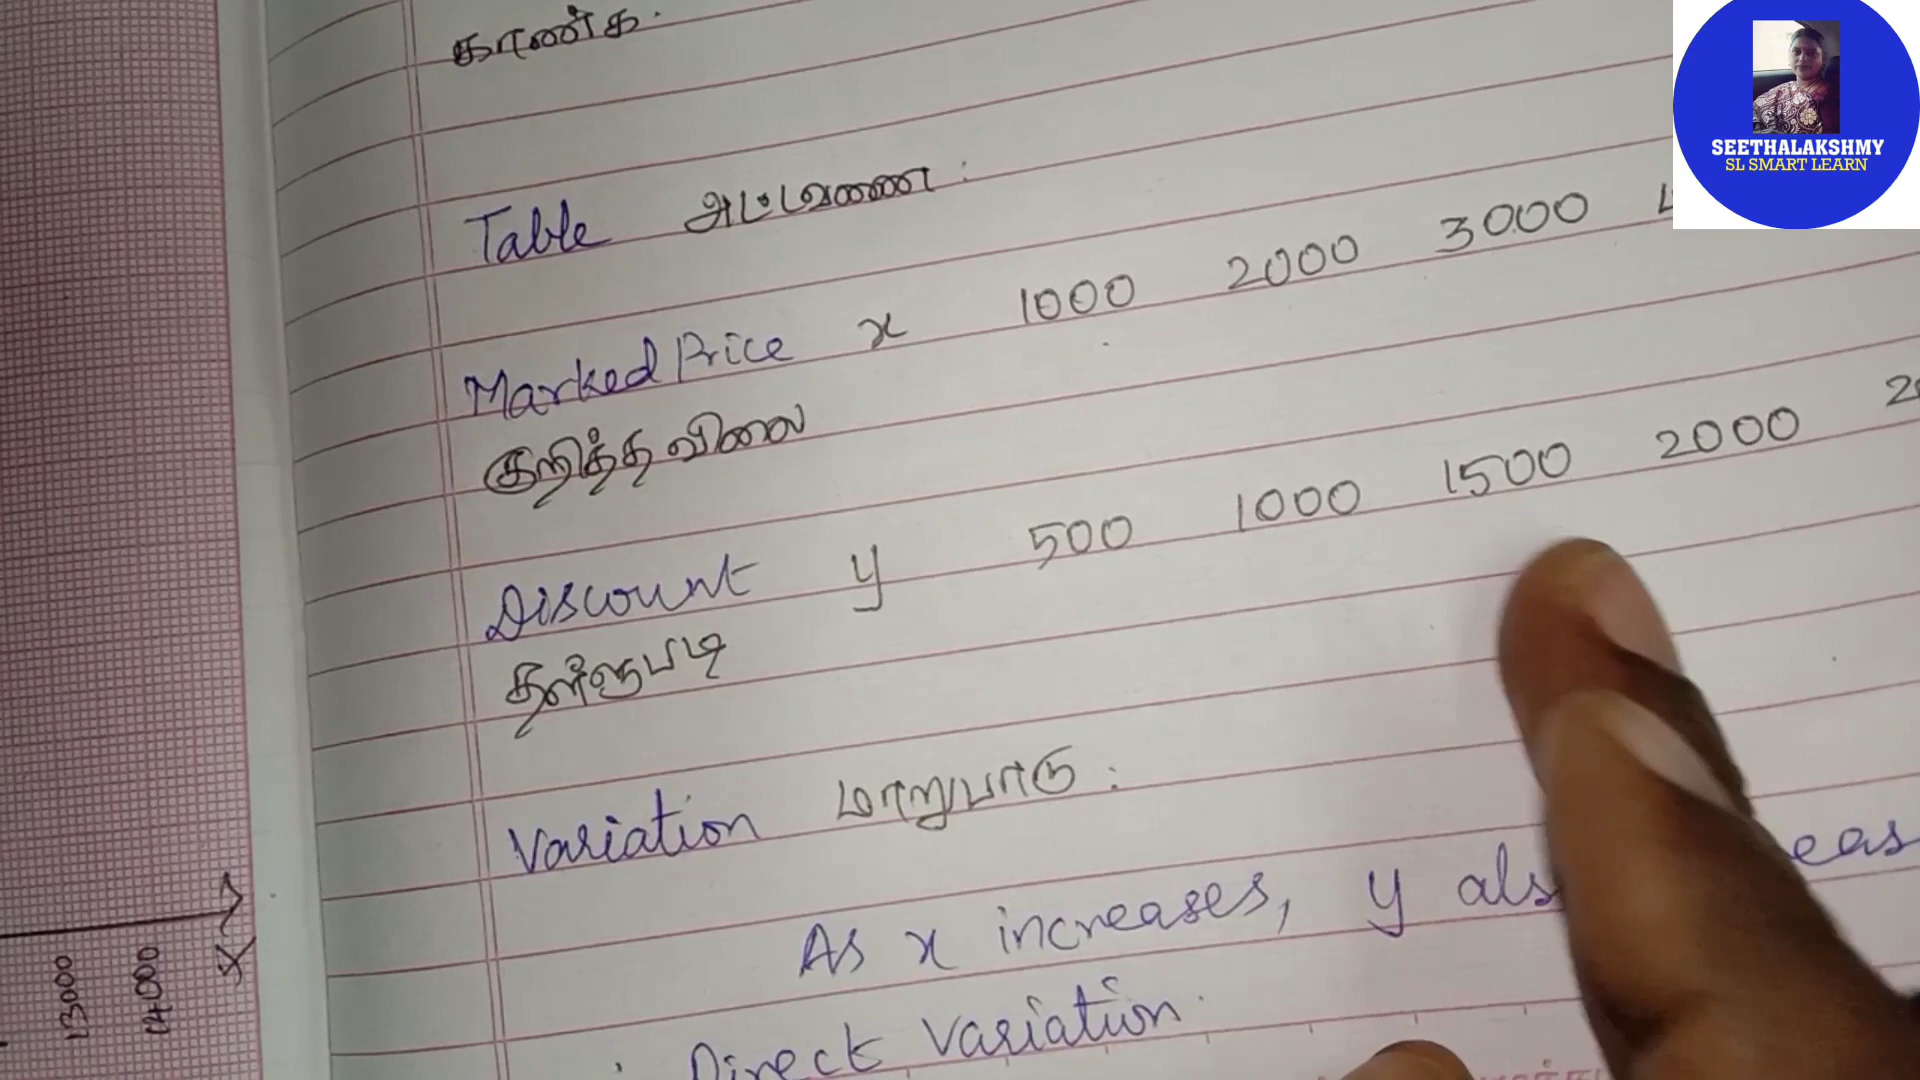 காண்க.
Table அட்டவணை:
Marked Price x 1000 2000 3000
குறித்த விலை
Discount y 500 1000 1500 2000
தள்ளுபடி
Variation மாறுபாடு:
As x increases, y
Direct Variation.
13000
14000
X
SEETHALAKSHMY
SL SMART LEARN